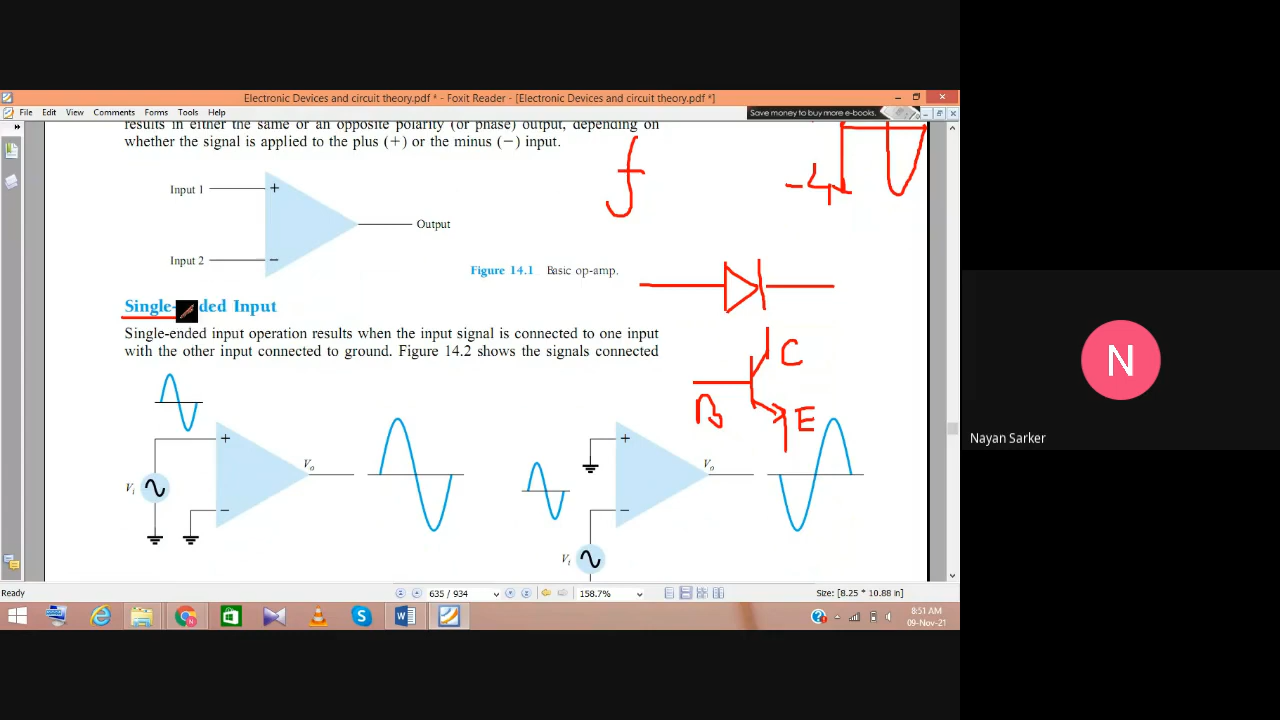 Electronic Devices and circuit theory.pdf * - Foxit Reader - [Electronic Devices and circuit theory.pdf *]
File Edit View Comments Forms Tools Help
Save money to buy more e-books.
results in either the same or an opposite polarity (or phase) output, depending on
whether the signal is applied to the plus (+) or the minus (−) input.
f
-4
Input 1
+
Output
Input 2
−
Figure 14.1 Basic op-amp.
Single- ded Input
Single-ended input operation results when the input signal is connected to one input
with the other input connected to ground. Figure 14.2 shows the signals connected
C
B
E
+
Vo
Vi
−
+
Vo
−
Vi
N
Nayan Sarker
Ready
635 / 934
158.7%
Size: [8.25 * 10.88 in]
W
8:51 AM
09-Nov-21